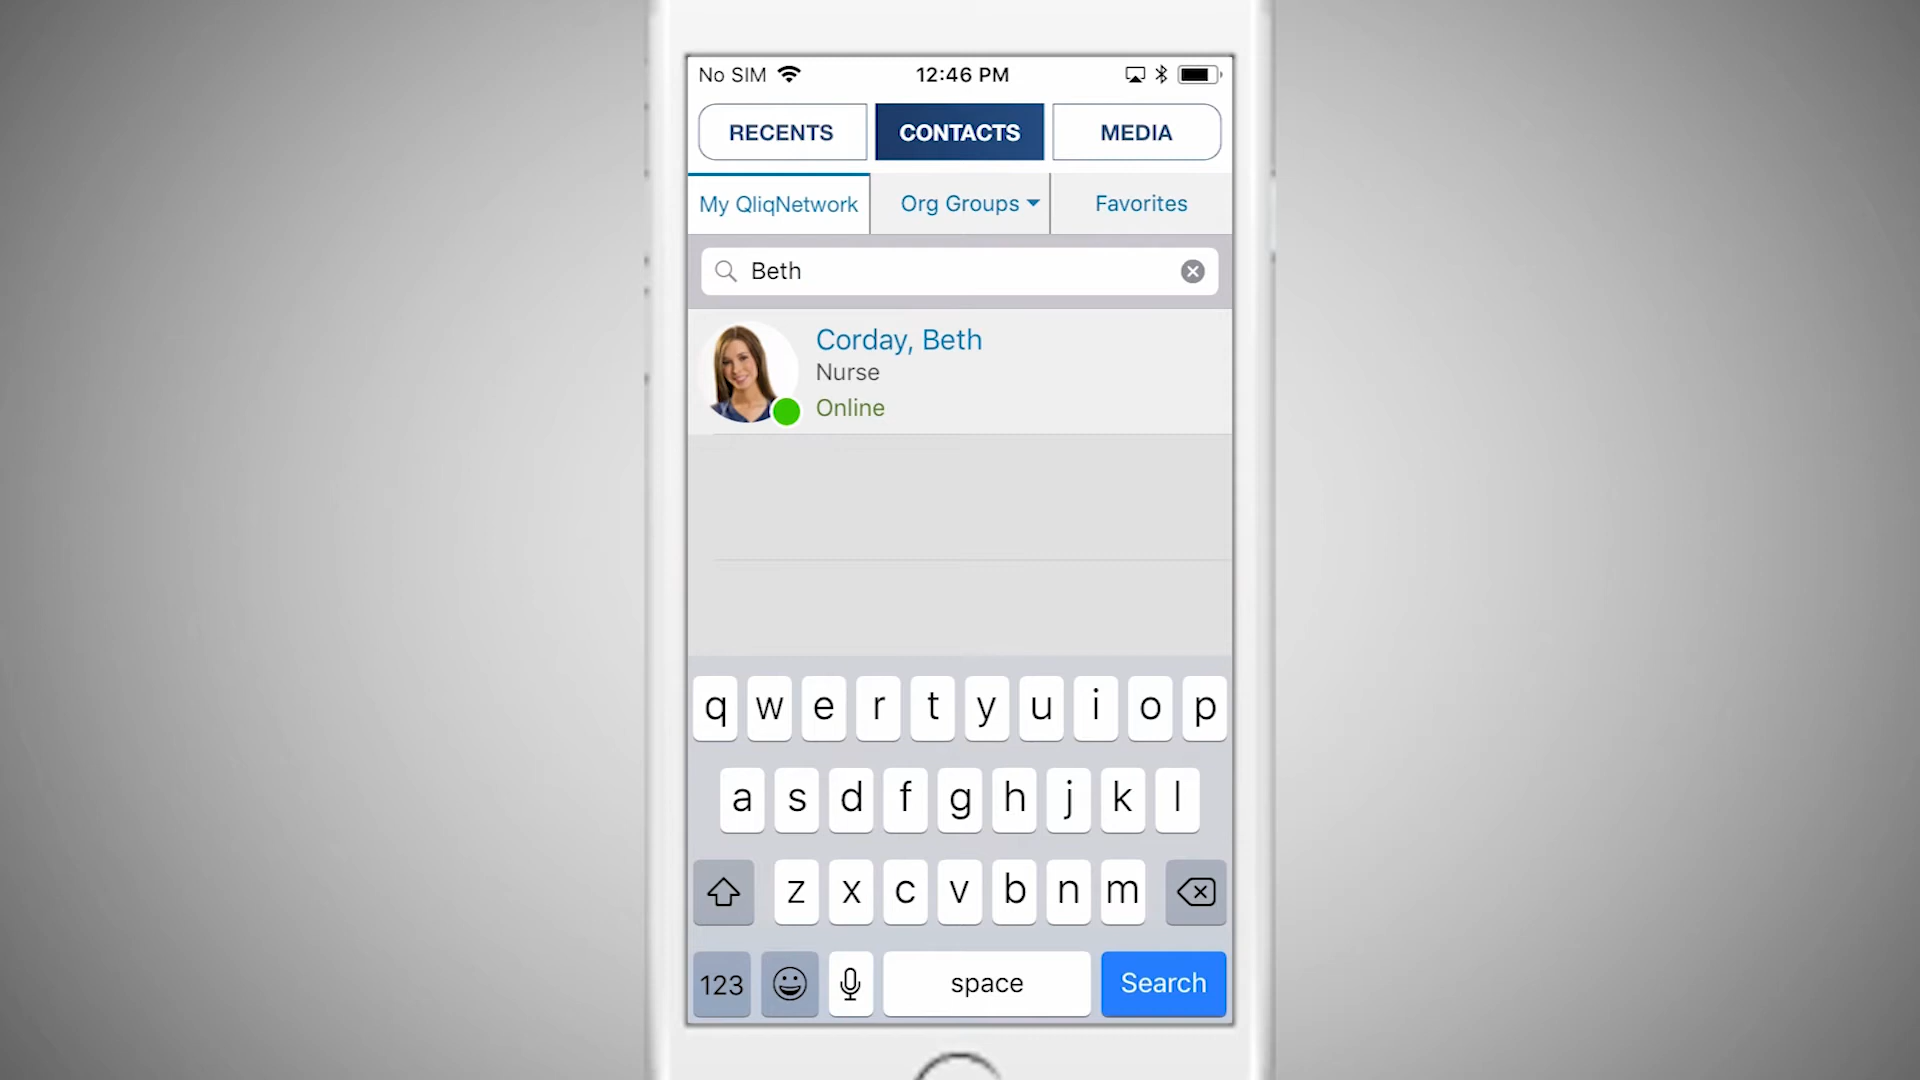 No SIM 12:46 PM
RECENTS CONTACTS MEDIA
My QliqNetwork Org Groups Favorites
Beth
Corday, Beth
Nurse
Online
q w e r t y u i o p
a s d f g h j k l
z x c v b n m
123 space Search